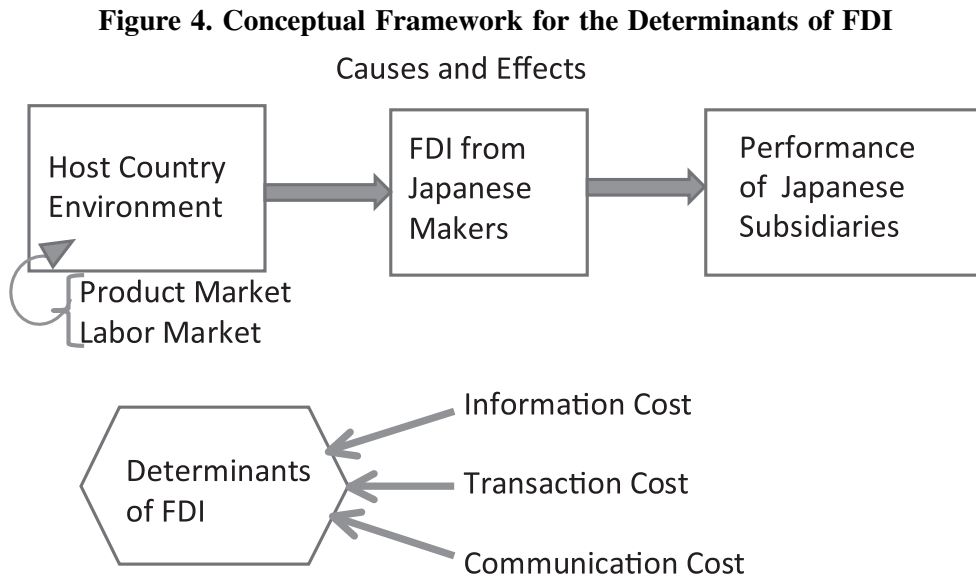 Figure 4. Conceptual Framework for the Determinants of FDI
Causes and Effects
Host Country
Environment
FDI from
Japanese
Makers
Performance
of Japanese
Subsidiaries
Product Market
Labor Market
Determinants
of FDI
Information Cost
Transaction Cost
Communication Cost